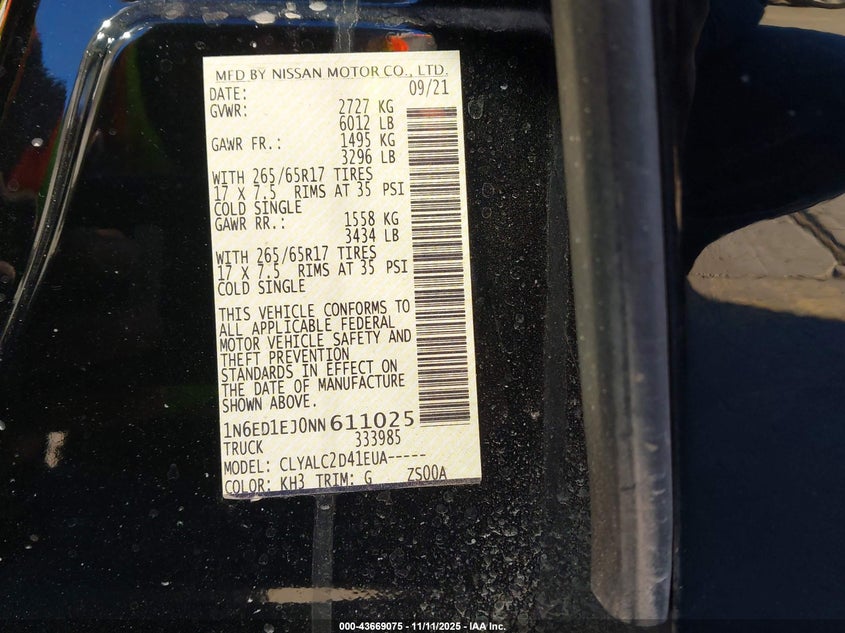 MFD BY NISSAN MOTOR CO., LTD.
DATE: 09/21
GVWR: 2727 KG
6012 LB
GAWR FR.: 1495 KG
3296 LB
WITH 265/65R17 TIRES
17 X 7.5" RIMS AT 35 PSI
COLD SINGLE
GAWR RR.: 1558 KG
3434 LB
WITH 265/65R17 TIRES
17 X 7.5" RIMS AT 35 PSI
COLD SINGLE
THIS VEHICLE CONFORMS TO
ALL APPLICABLE FEDERAL
MOTOR VEHICLE SAFETY AND
THEFT PREVENTION
STANDARDS IN EFFECT ON
THE DATE OF MANUFACTURE
SHOWN ABOVE.
1N6ED1EJ0NN611025
TRUCK 333985
MODEL: CLYALC2D41EUA-----
COLOR: KH3 TRIM: G ZS00A
000-43669075 - 11/11/2025 - IAA Inc.